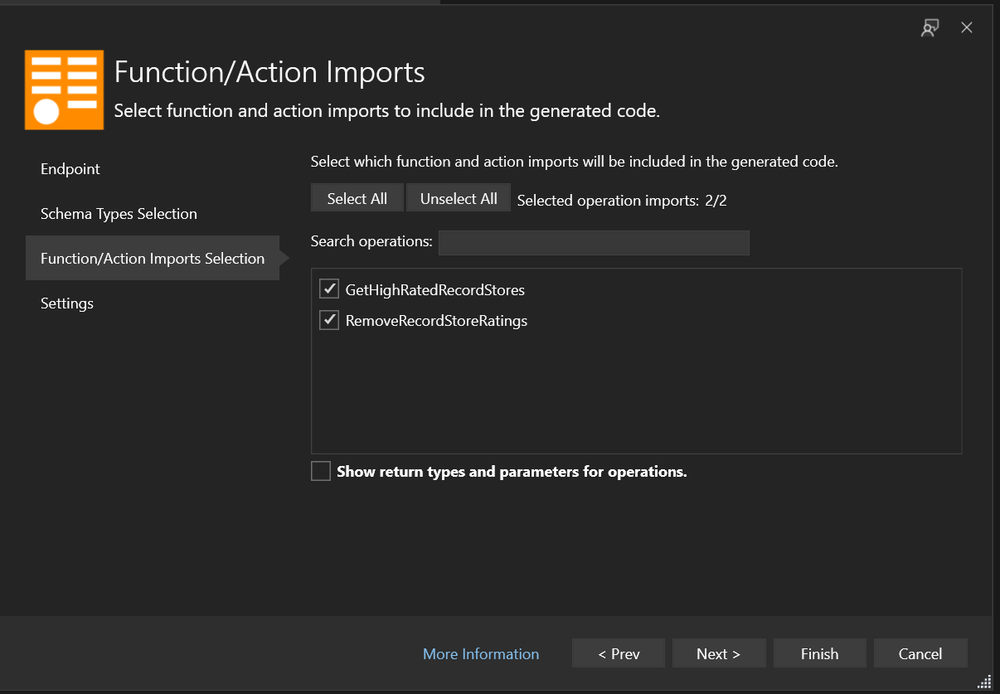 Function/Action Imports
Select function and action imports to include in the generated code.
Endpoint
Schema Types Selection
Function/Action Imports Selection
Settings
Select which function and action imports will be included in the generated code.
Select All
Unselect All
Selected operation imports: 2/2
Search operations:
GetHighRatedRecordStores
RemoveRecordStoreRatings
Show return types and parameters for operations.
More Information
< Prev
Next >
Finish
Cancel